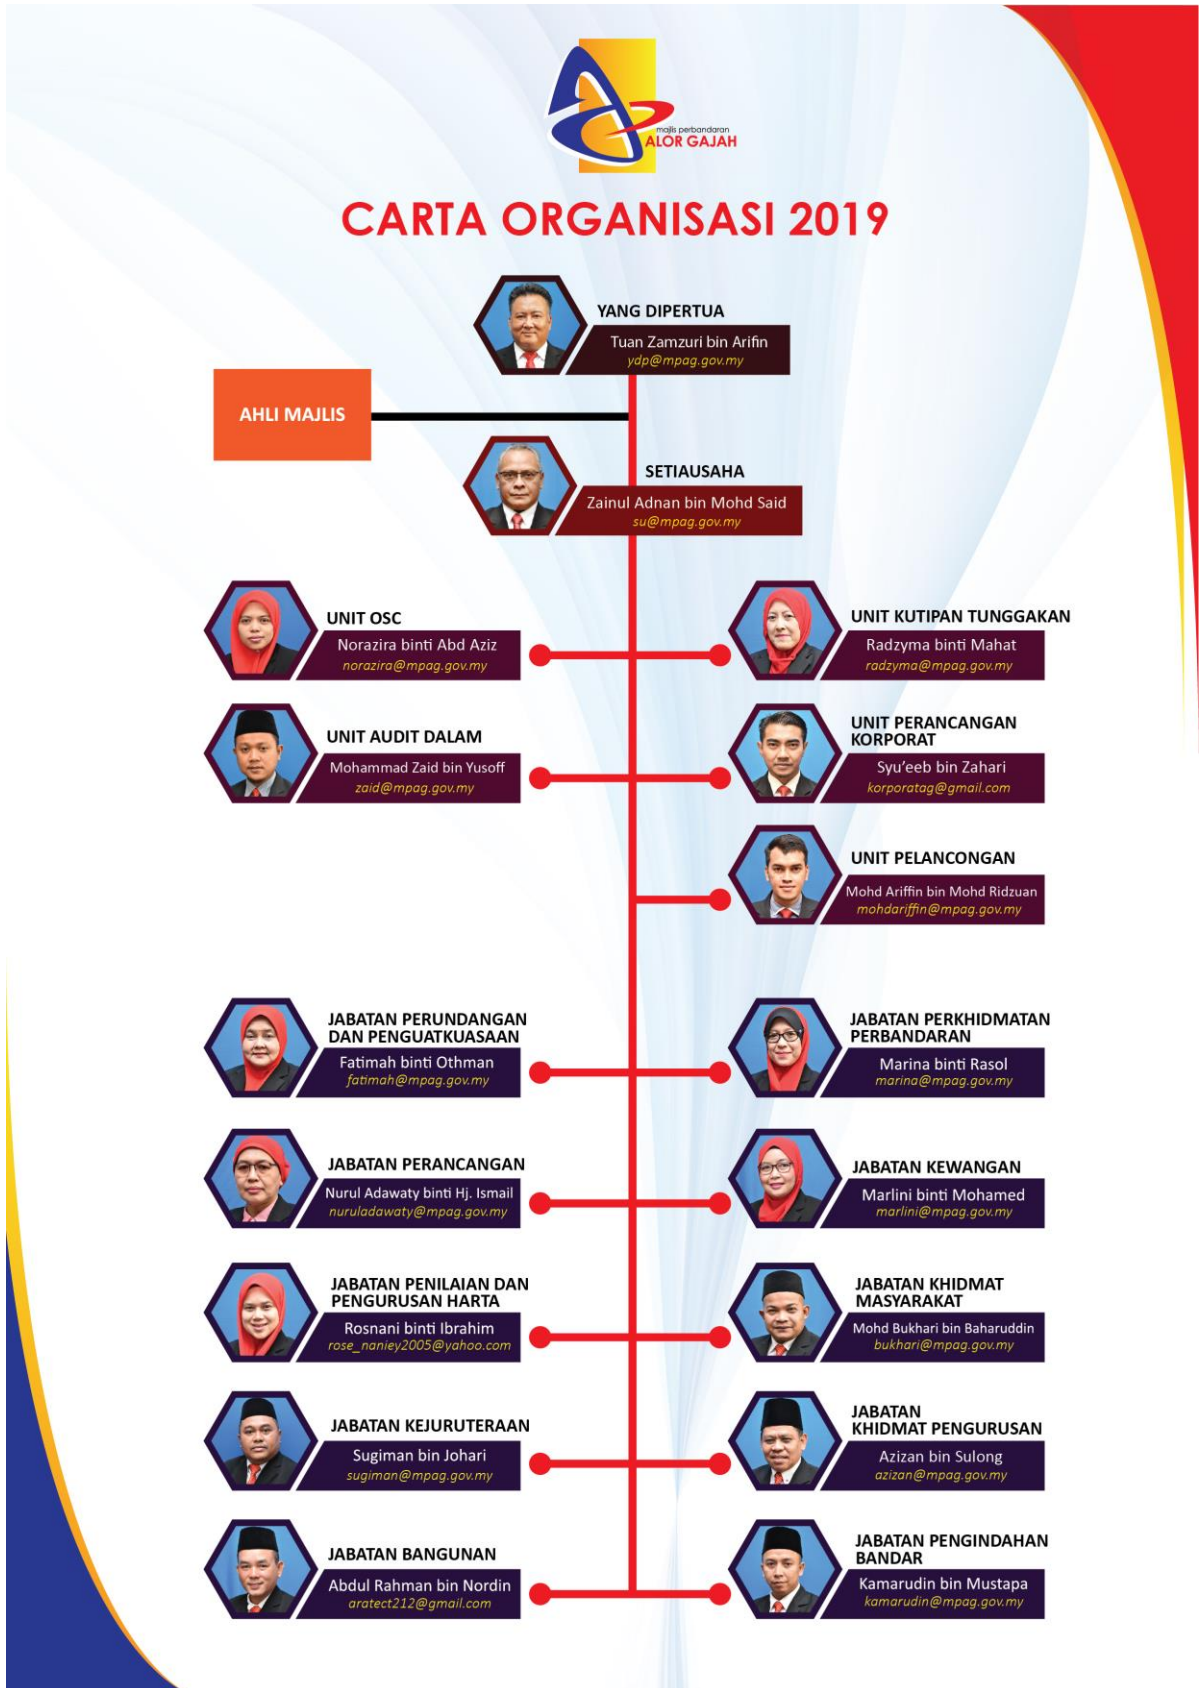 majlis perbandaran
ALOR GAJAH
CARTA ORGANISASI 2019
YANG DIPERTUA
Tuan Zamzuri bin Arifin
ydp@mpag.gov.my
AHLI MAJLIS
SETIAUSAHA
Zainul Adnan bin Mohd Said
su@mpag.gov.my
UNIT OSC
Norazira binti Abd Aziz
norazira@mpag.gov.my
UNIT KUTIPAN TUNGGAKAN
Radzyma binti Mahat
radzyma@mpag.gov.my
UNIT AUDIT DALAM
Mohammad Zaid bin Yusoff
zaid@mpag.gov.my
UNIT PERANCANGAN
KORPORAT
Syu'eeb bin Zahari
korporatag@gmail.com
UNIT PELANCONGAN
Mohd Ariffin bin Mohd Ridzuan
mohdariffin@mpag.gov.my
JABATAN PERUNDANGAN
DAN PENGUATKUASAAN
Fatimah binti Othman
fatimah@mpag.gov.my
JABATAN PERKHIDMATAN
PERBANDARAN
Marina binti Rasol
marina@mpag.gov.my
JABATAN PERANCANGAN
Nurul Adawaty binti Hj. Ismail
nuruladawaty@mpag.gov.my
JABATAN KEWANGAN
Marlini binti Mohamed
marlini@mpag.gov.my
JABATAN PENILAIAN DAN
PENGURUSAN HARTA
Rosnani binti Ibrahim
rose_naniey2005@yahoo.com
JABATAN KHIDMAT
MASYARAKAT
Mohd Bukhari bin Baharuddin
bukhari@mpag.gov.my
JABATAN KEJURUTERAAN
Sugiman bin Johari
sugiman@mpag.gov.my
JABATAN
KHIDMAT PENGURUSAN
Azizan bin Sulong
azizan@mpag.gov.my
JABATAN BANGUNAN
Abdul Rahman bin Nordin
aratect212@gmail.com
JABATAN PENGINDAHAN
BANDAR
Kamarudin bin Mustapa
kamarudin@mpag.gov.my